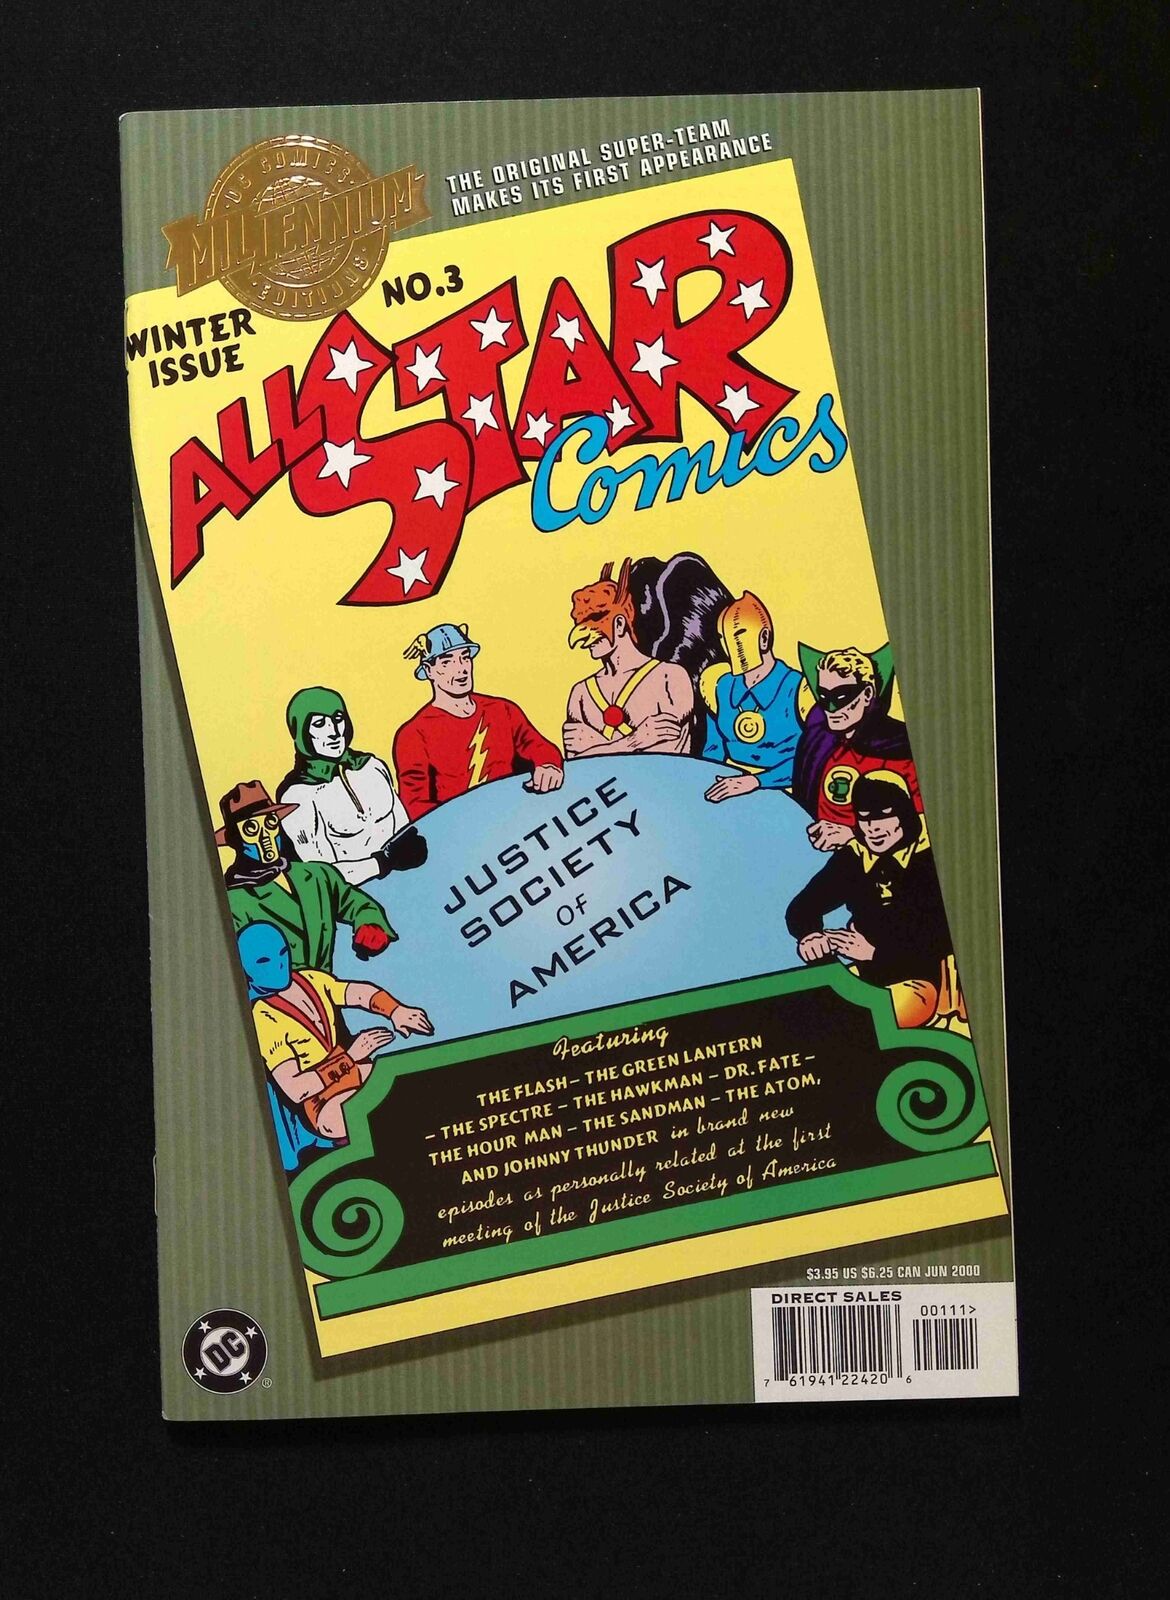 DC COMICS
MILLENNIUM
EDITIONS
THE ORIGINAL SUPER-TEAM
MAKES ITS FIRST APPEARANCE
WINTER
ISSUE
NO.3
ALL STAR
Comics
JUSTICE
SOCIETY
OF
AMERICA
Featuring
THE FLASH – THE GREEN LANTERN
– THE SPECTRE – THE HAWKMAN – DR. FATE –
THE HOUR MAN – THE SANDMAN – THE ATOM,
AND JOHNNY THUNDER in brand new
episodes as personally related at the first
meeting of the Justice Society of America
$3.95 US $6.25 CAN JUN 2000
DIRECT SALES
00111>
7 61941 22420 6
DC ®